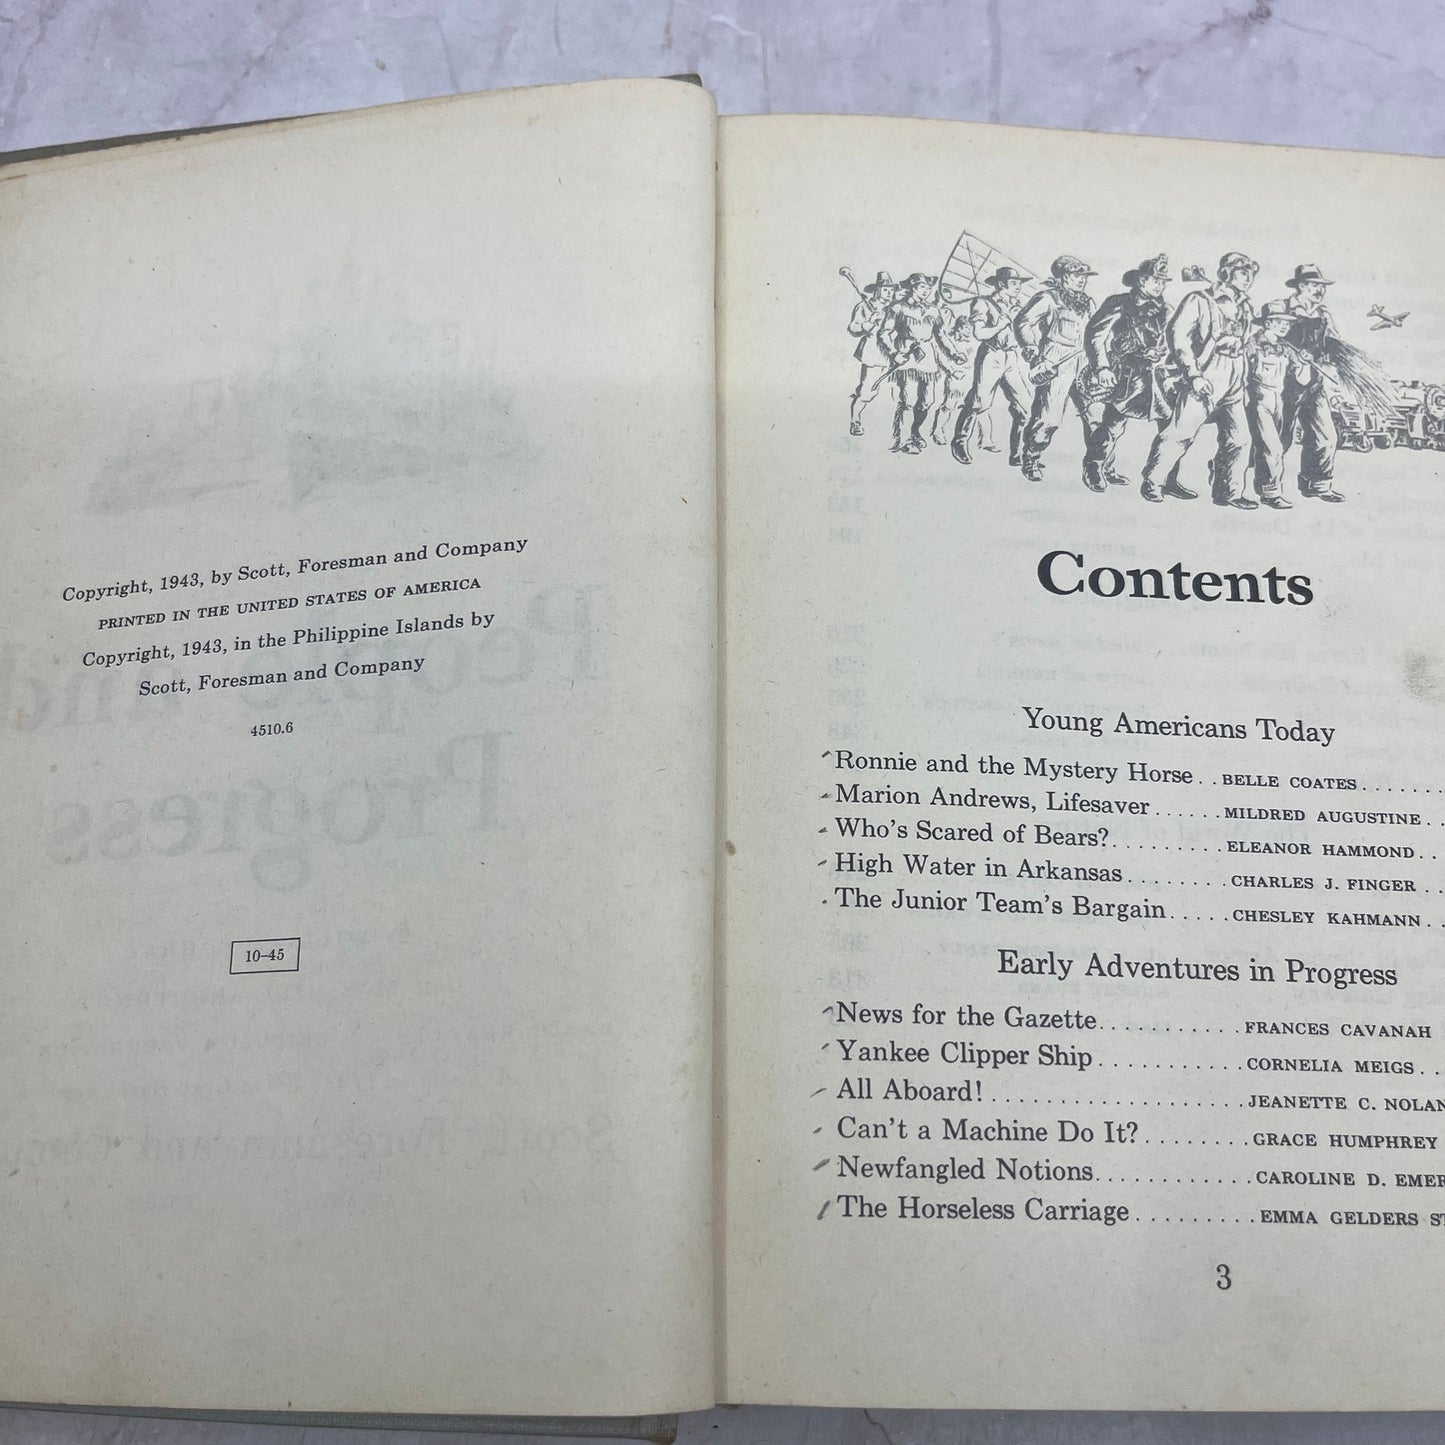 Copyright, 1943, by Scott, Foresman and Company
PRINTED IN THE UNITED STATES OF AMERICA
Copyright, 1943, in the Philippine Islands by
Scott, Foresman and Company
4510.6
10-45
Contents
Young Americans Today
Ronnie and the Mystery Horse . . BELLE COATES . . . . . . .
Marion Andrews, Lifesaver . . . . . . MILDRED AUGUSTINE . .
Who's Scared of Bears? . . . . . . . . . ELEANOR HAMMOND . .
High Water in Arkansas . . . . . . . . CHARLES J. FINGER . .
The Junior Team's Bargain . . . . . CHESLEY KAHMANN . .
Early Adventures in Progress
News for the Gazette . . . . . . . . . . . FRANCES CAVANAH
Yankee Clipper Ship . . . . . . . . . . . CORNELIA MEIGS . .
All Aboard! . . . . . . . . . . . . . . . . . . . JEANETTE C. NOLAN
Can't a Machine Do It? . . . . . . . . GRACE HUMPHREY
Newfangled Notions . . . . . . . . . . . . CAROLINE D. EMER
The Horseless Carriage . . . . . . . . . EMMA GELDERS ST
3